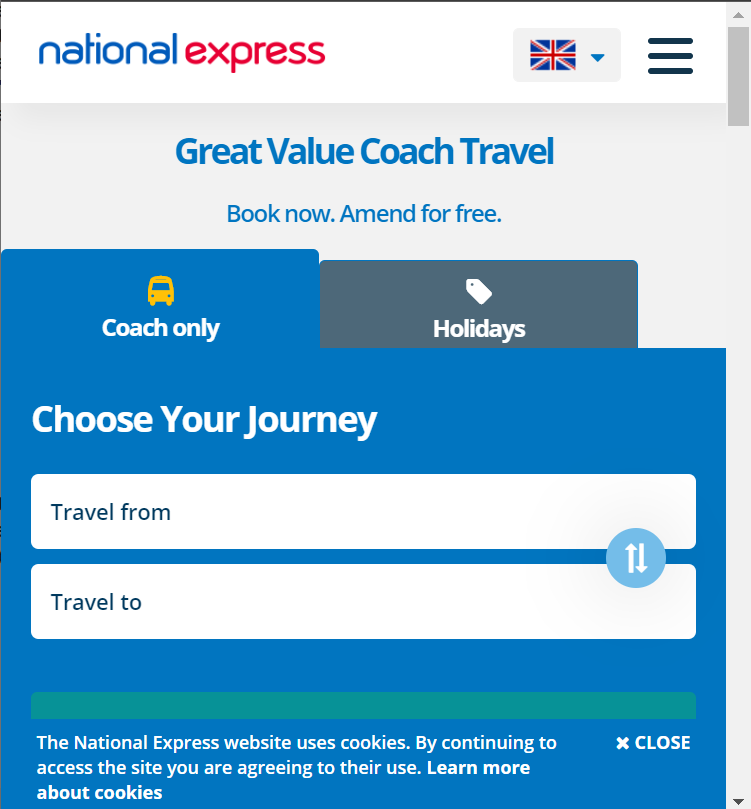 national express
Great Value Coach Travel
Book now. Amend for free.
Coach only
Holidays
Choose Your Journey
Travel from
Travel to
The National Express website uses cookies. By continuing to
access the site you are agreeing to their use. Learn more
about cookies
✖ CLOSE